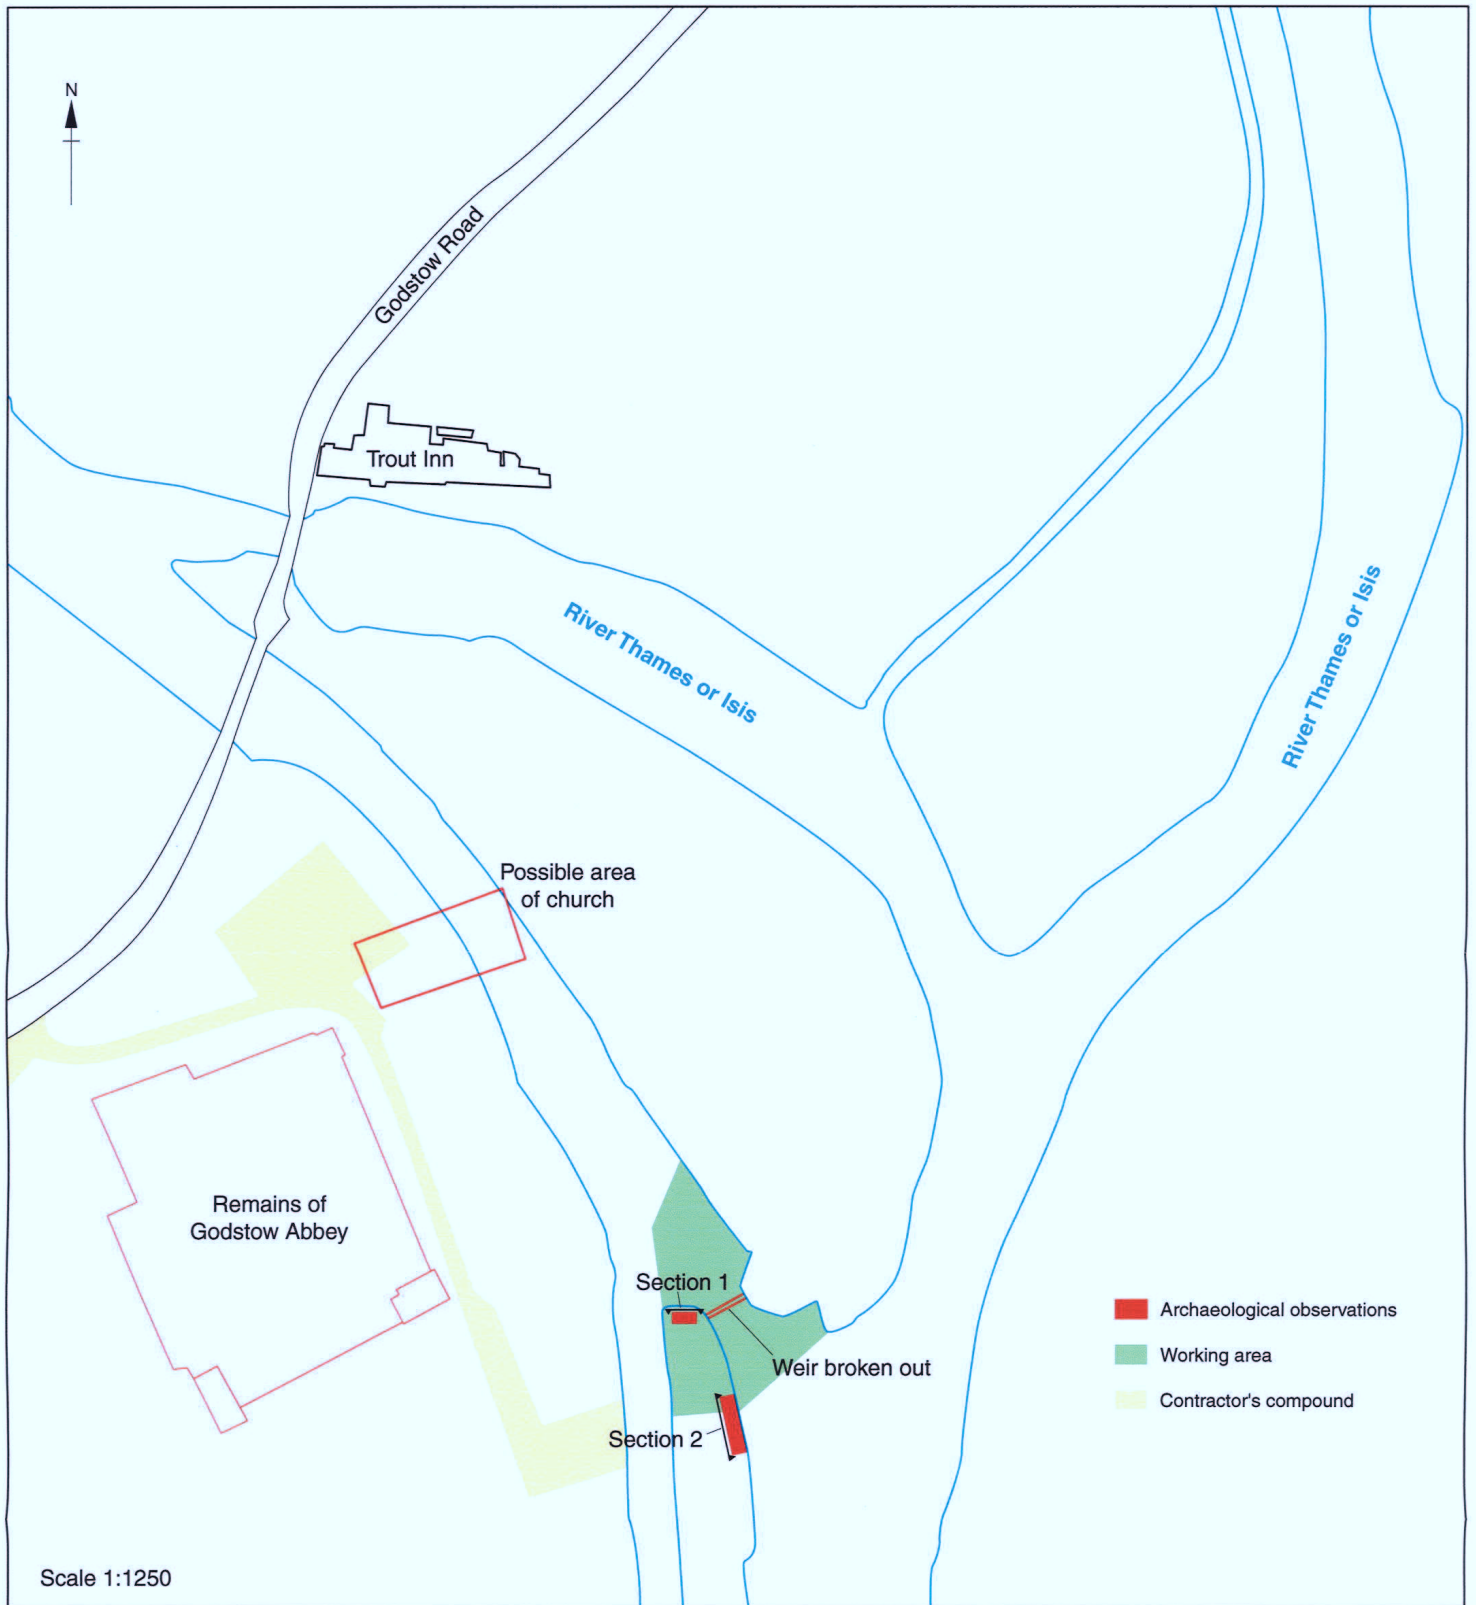 N
Godstow Road
Trout Inn
River Thames or Isis
River Thames or Isis
Possible area
of church
Remains of
Godstow Abbey
Section 1
Weir broken out
Section 2
Archaeological observations
Working area
Contractor's compound
Scale 1:1250